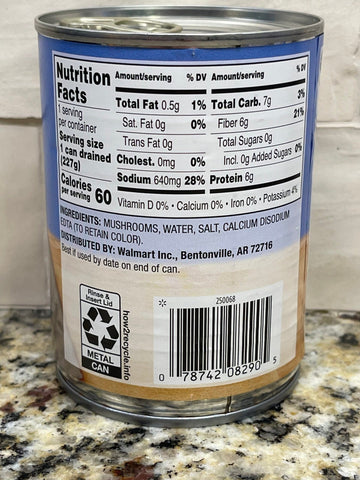 Nutrition Facts
1 serving per container
Serving size
1 can drained (227g)
Calories per serving 60
Amount/serving % DV
Total Fat 0.5g 1%
Sat. Fat 0g 0%
Trans Fat 0g
Cholest. 0mg 0%
Sodium 640mg 28%
Amount/serving % DV
Total Carb. 7g 3%
Fiber 6g 21%
Total Sugars 0g
Incl. 0g Added Sugars 0%
Protein 6g
Vitamin D 0% • Calcium 0% • Iron 0% • Potassium 4%
INGREDIENTS: MUSHROOMS, WATER, SALT, CALCIUM DISODIUM
EDTA (TO RETAIN COLOR).
DISTRIBUTED BY: Walmart Inc., Bentonville, AR 72716
Best if used by date on end of can.
Rinse &
Insert Lid
METAL
CAN
how2recycle.info
250068
0 78742 08290 5